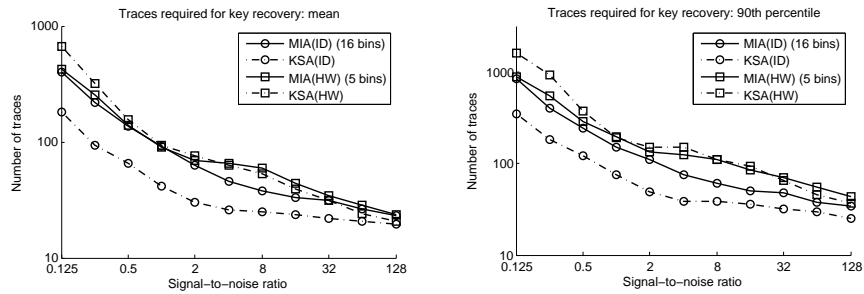 Traces required for key recovery: mean
1000
100
10
Number of traces
0.125 0.5 2 8 32 128
Signal−to−noise ratio
MIA(ID) (16 bins)
KSA(ID)
MIA(HW) (5 bins)
KSA(HW)
Traces required for key recovery: 90th percentile
1000
100
10
Number of traces
0.125 0.5 2 8 32 128
Signal−to−noise ratio
MIA(ID) (16 bins)
KSA(ID)
MIA(HW) (5 bins)
KSA(HW)